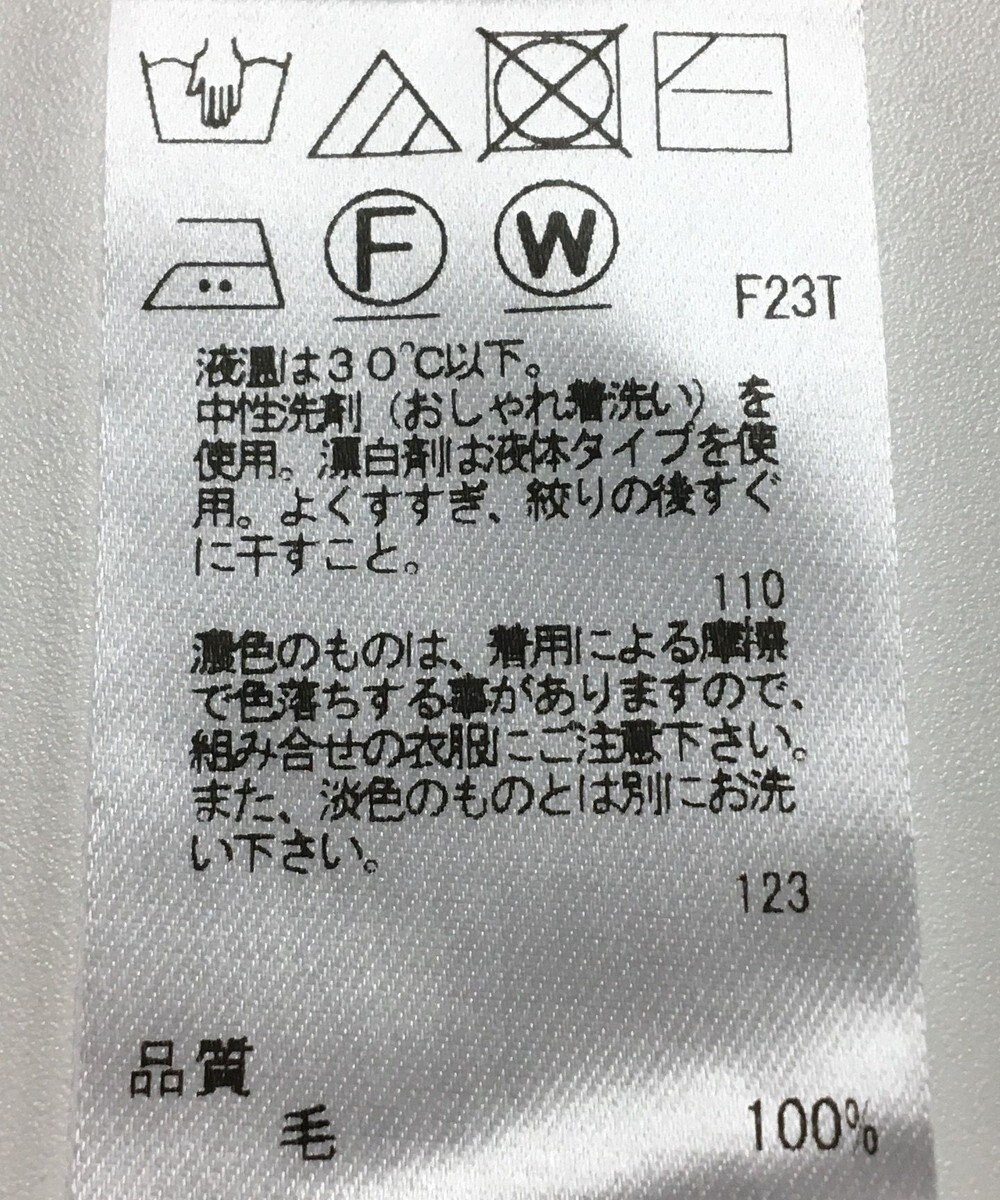 F
W
F23T
液温は30℃以下。
中性洗剤（おしゃれ着洗い）を
使用。漂白剤は液体タイプを使
用。よくすすぎ、絞りの後すぐ
に干すこと。
110
濃色のものは、着用による摩擦
で色落ちする事がありますので、
組み合せの衣服にご注意下さい。
また、淡色のものとは別にお洗
い下さい。
123
品質
毛 100%